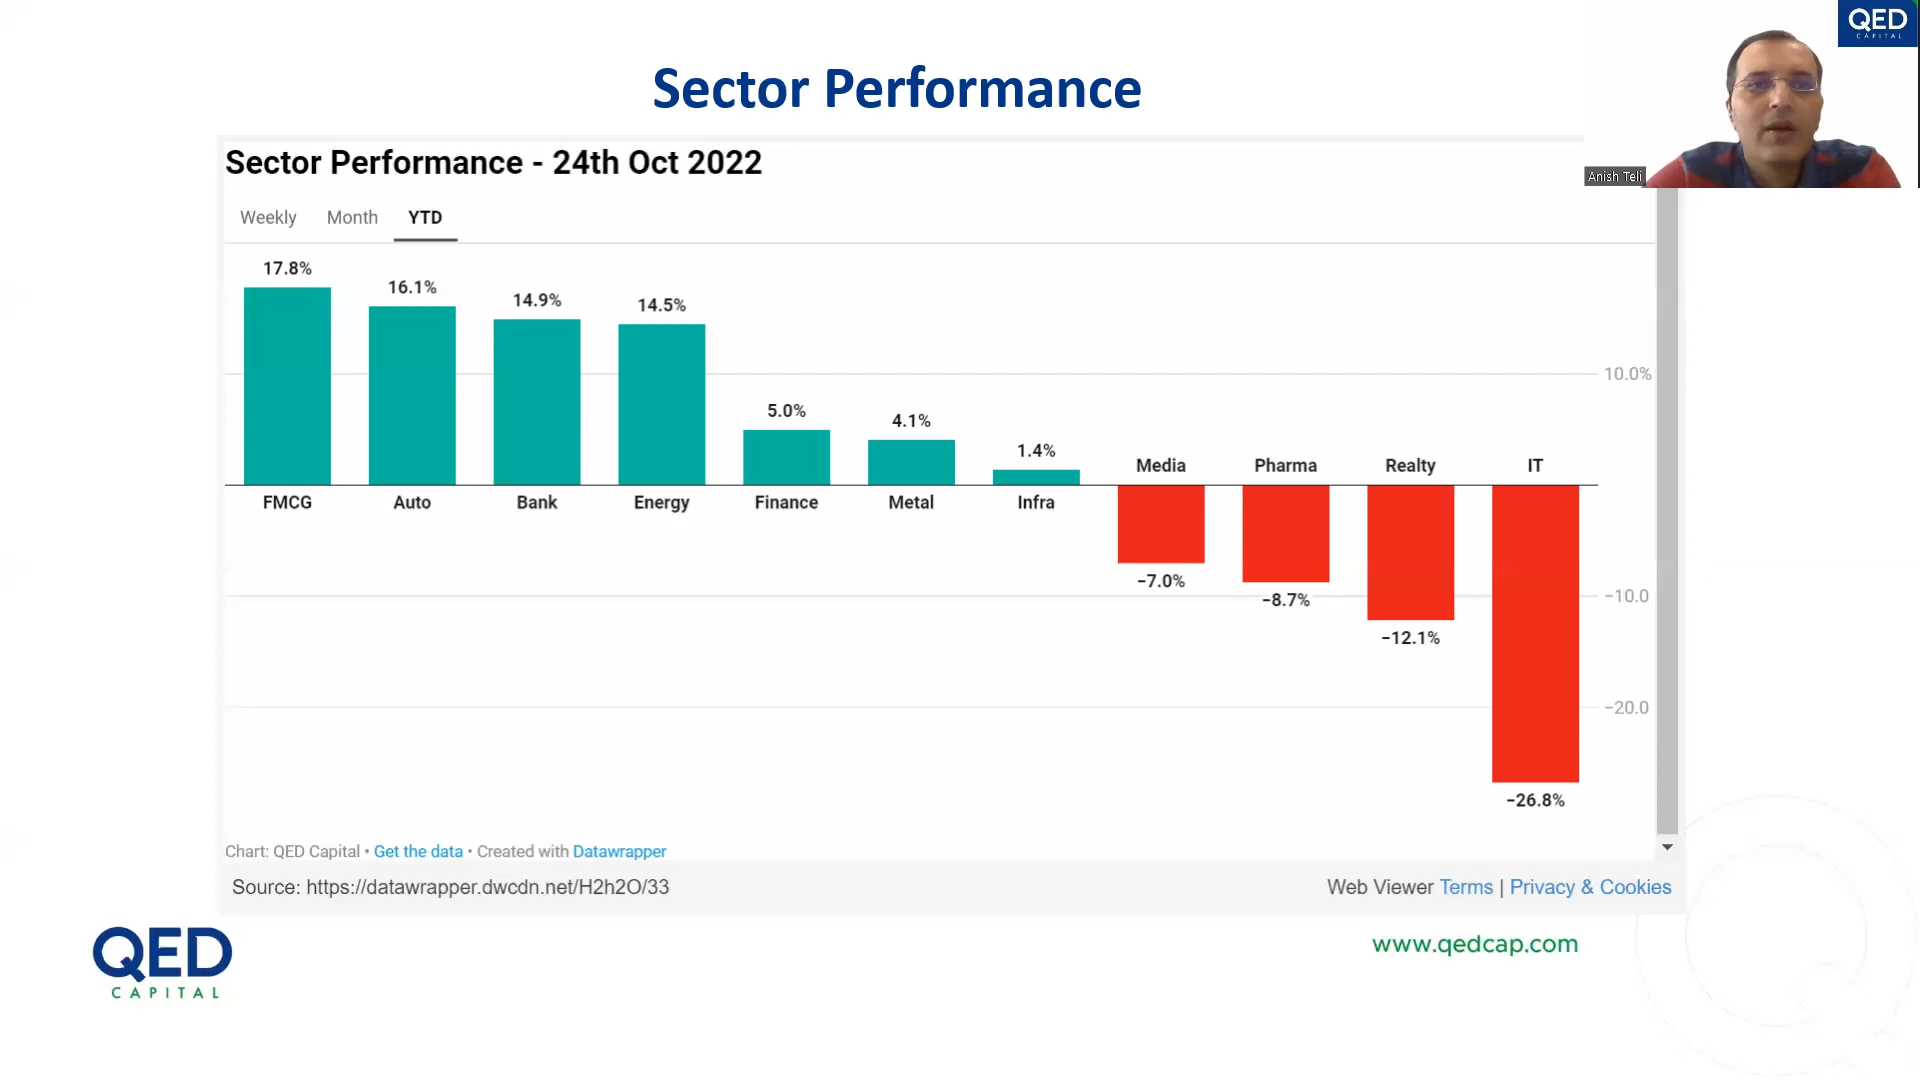 QED
CAPITAL
Sector Performance
Anish Teli
Sector Performance - 24th Oct 2022
Weekly Month YTD
17.8%
16.1%
14.9%
14.5%
5.0%
4.1%
1.4%
10.0%
Media Pharma Realty IT
FMCG Auto Bank Energy Finance Metal Infra
−7.0%
−8.7%
−10.0
−12.1%
−20.0
−26.8%
Chart: QED Capital • Get the data • Created with Datawrapper
Source: https://datawrapper.dwcdn.net/H2h2O/33
Web Viewer Terms | Privacy & Cookies
QED
CAPITAL
www.qedcap.com